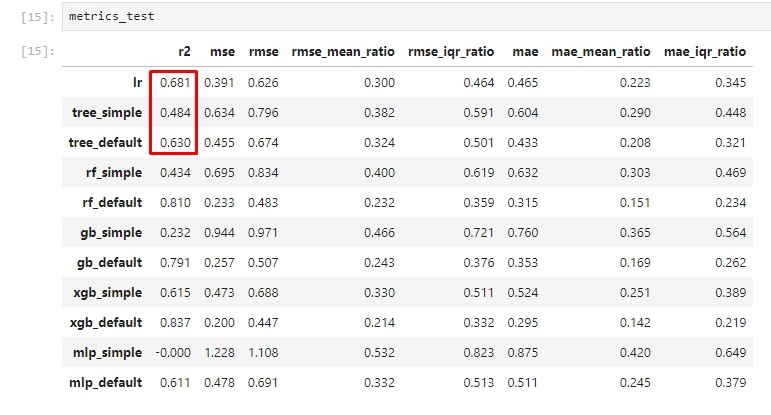 [15]: metrics_test
[15]:
r2 mse rmse rmse_mean_ratio rmse_iqr_ratio mae mae_mean_ratio mae_iqr_ratio
lr 0.681 0.391 0.626 0.300 0.464 0.465 0.223 0.345
tree_simple 0.484 0.634 0.796 0.382 0.591 0.604 0.290 0.448
tree_default 0.630 0.455 0.674 0.324 0.501 0.433 0.208 0.321
rf_simple 0.434 0.695 0.834 0.400 0.619 0.632 0.303 0.469
rf_default 0.810 0.233 0.483 0.232 0.359 0.315 0.151 0.234
gb_simple 0.232 0.944 0.971 0.466 0.721 0.760 0.365 0.564
gb_default 0.791 0.257 0.507 0.243 0.376 0.353 0.169 0.262
xgb_simple 0.615 0.473 0.688 0.330 0.511 0.524 0.251 0.389
xgb_default 0.837 0.200 0.447 0.214 0.332 0.295 0.142 0.219
mlp_simple -0.000 1.228 1.108 0.532 0.823 0.875 0.420 0.649
mlp_default 0.611 0.478 0.691 0.332 0.513 0.511 0.245 0.379